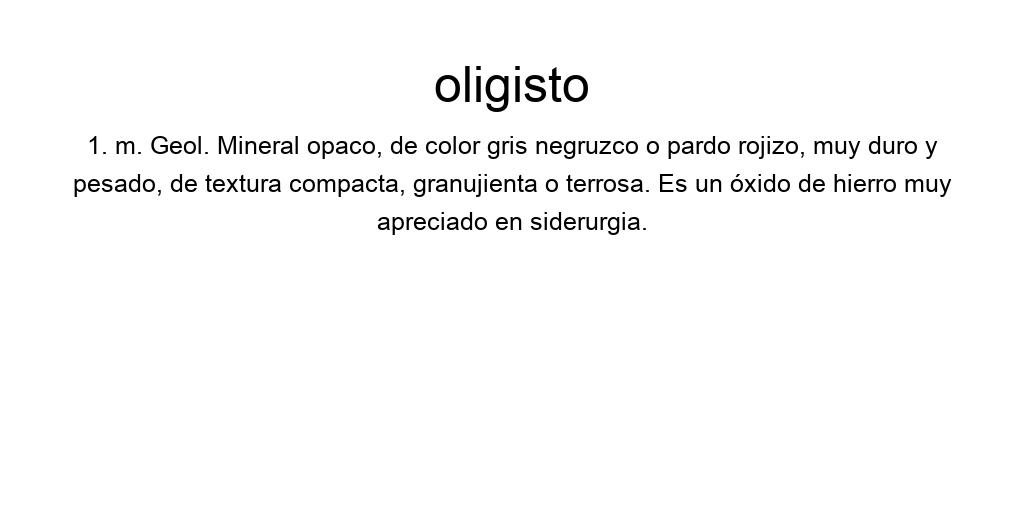 oligisto
1. m. Geol. Mineral opaco, de color gris negruzco o pardo rojizo, muy duro y
pesado, de textura compacta, granujienta o terrosa. Es un óxido de hierro muy
apreciado en siderurgia.